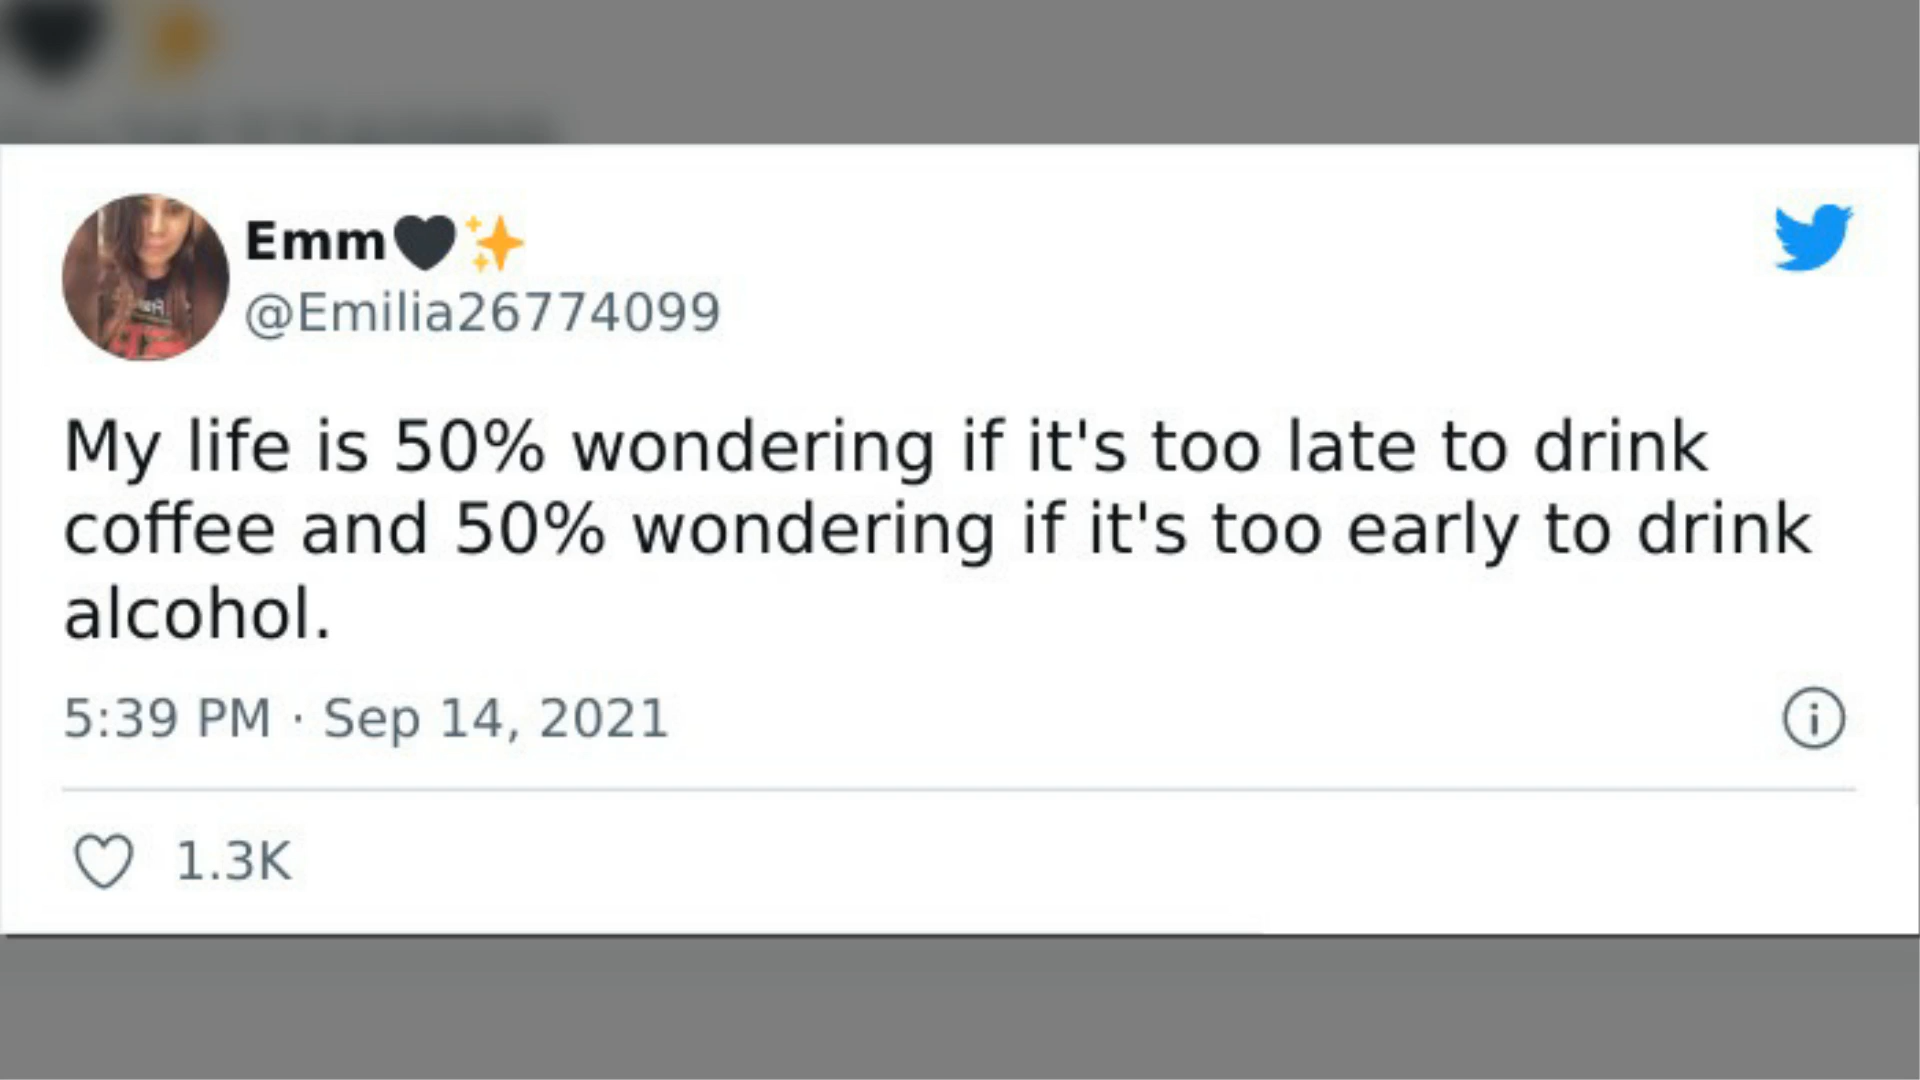 Emm🖤✨
@Emilia26774099
My life is 50% wondering if it's too late to drink
coffee and 50% wondering if it's too early to drink
alcohol.
5:39 PM · Sep 14, 2021
1.3K